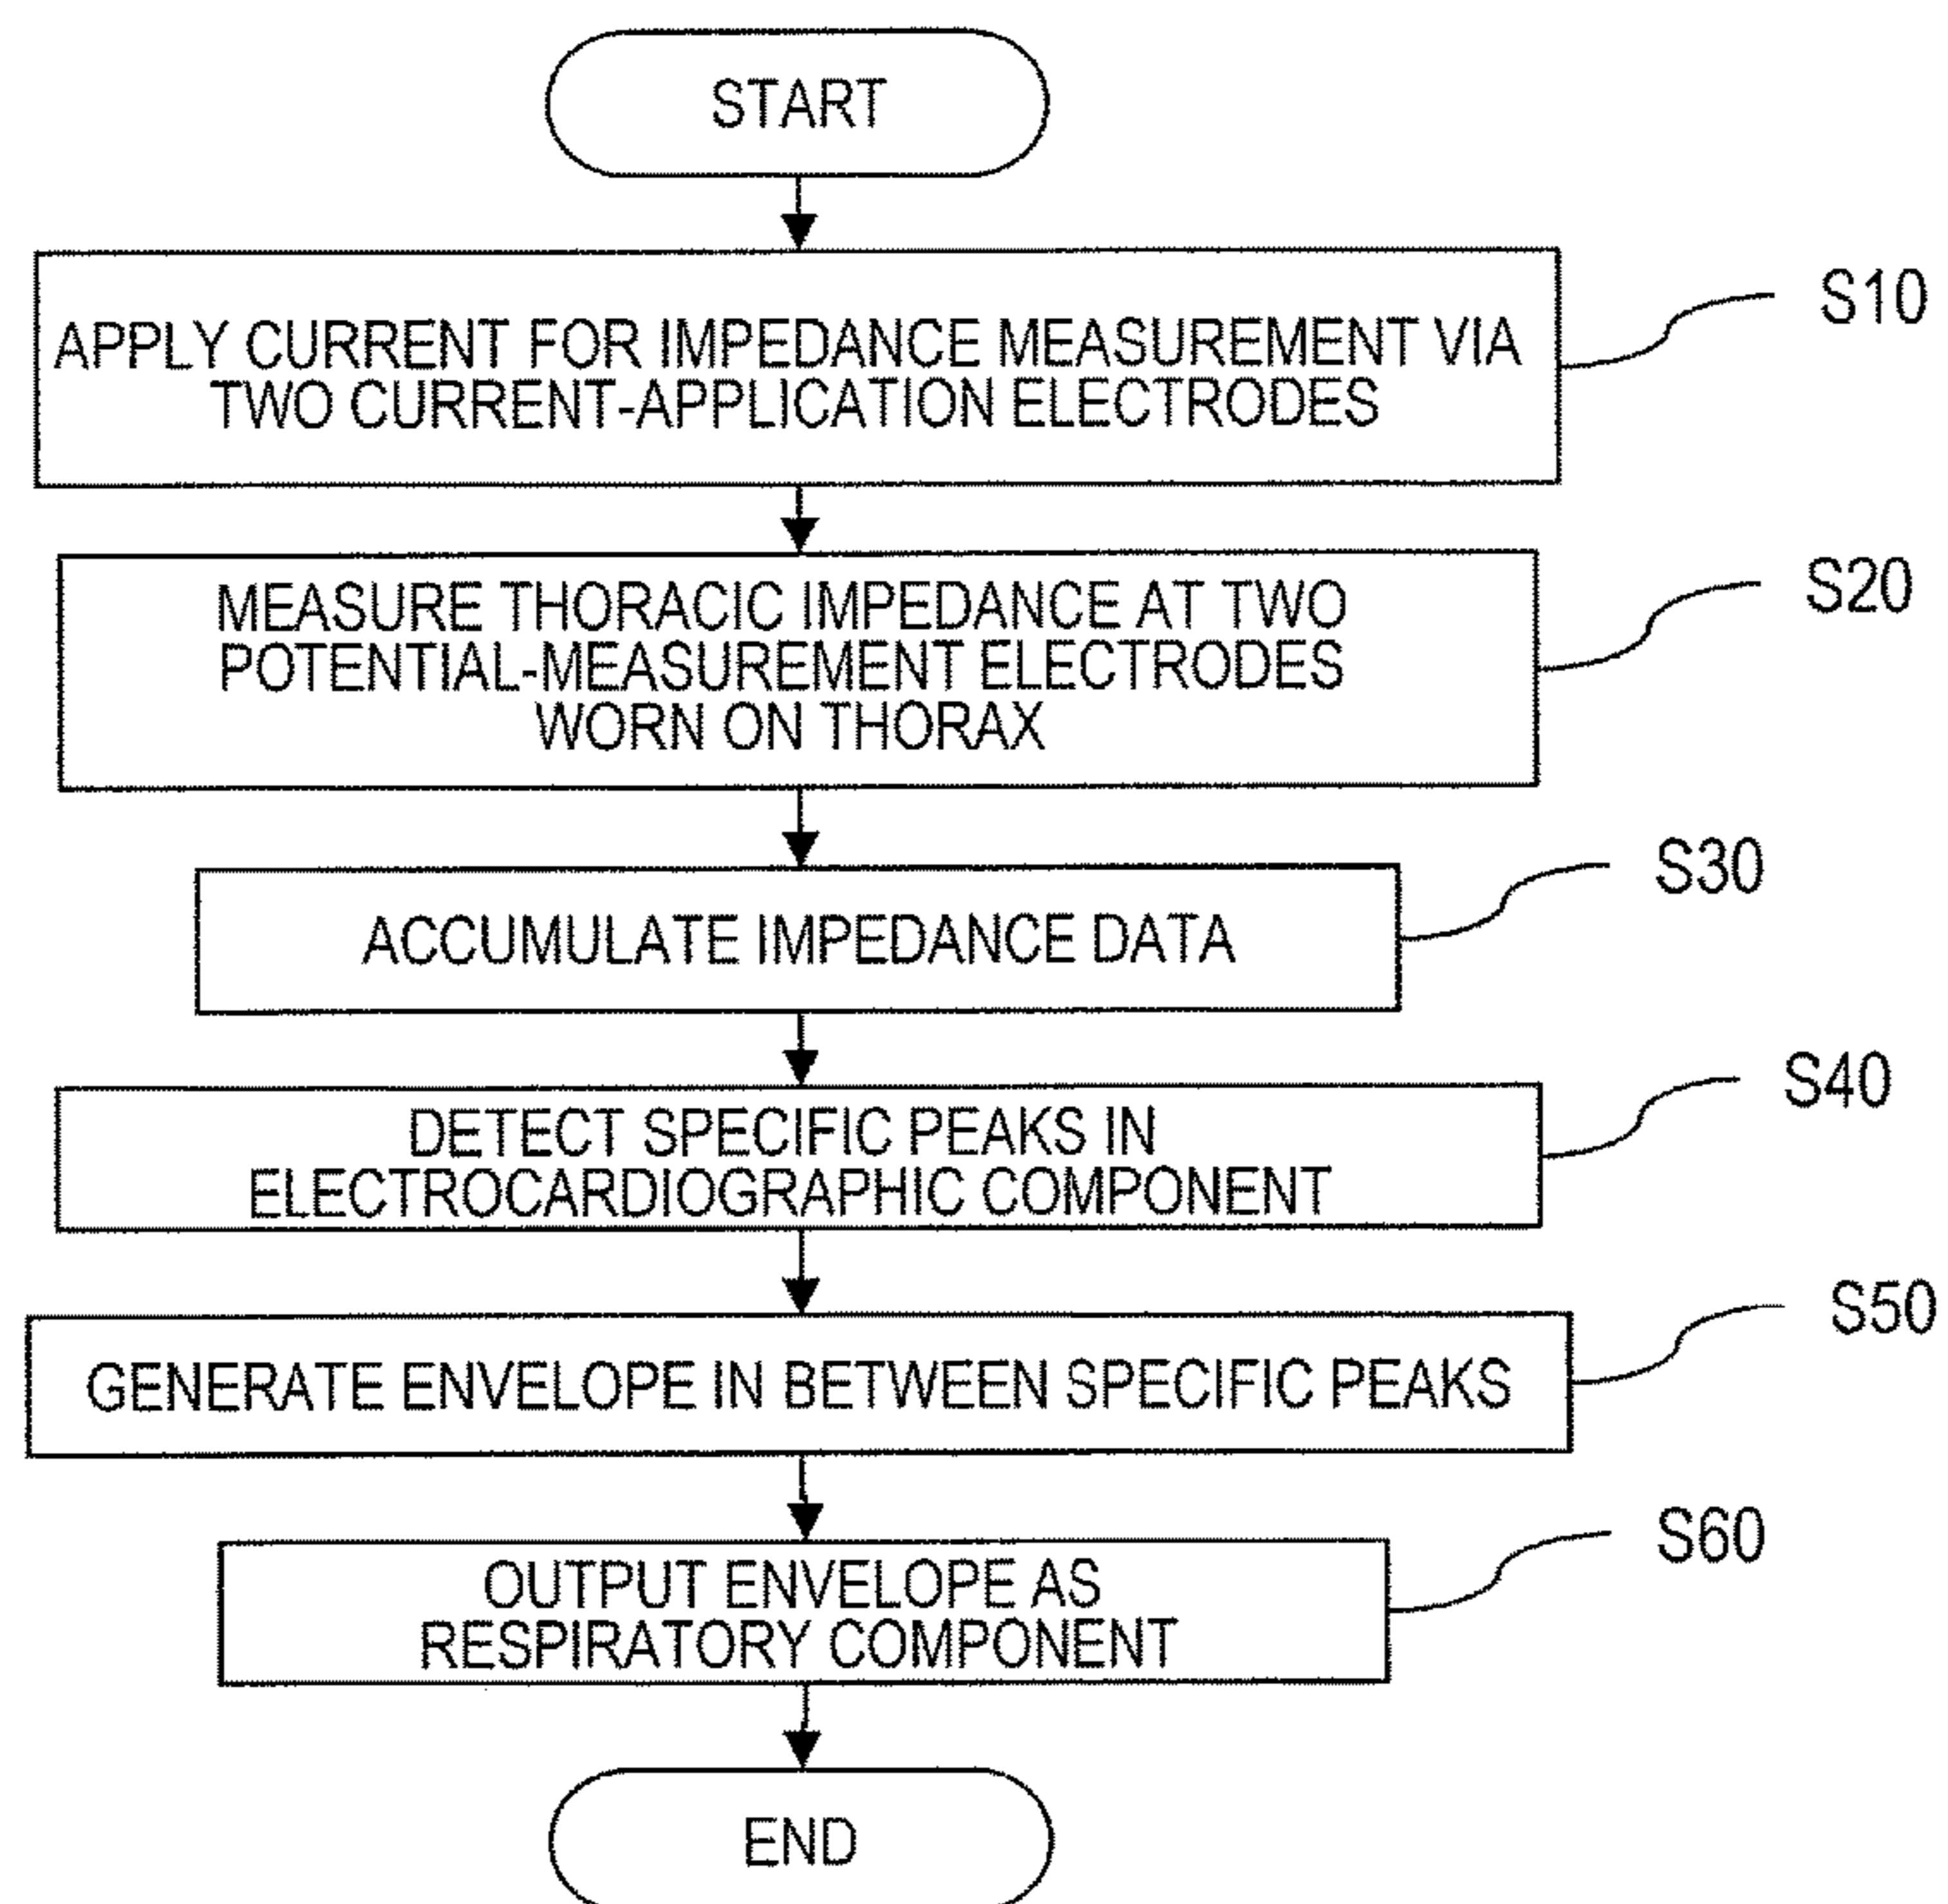 START
APPLY CURRENT FOR IMPEDANCE MEASUREMENT VIA
TWO CURRENT-APPLICATION ELECTRODES
S10
MEASURE THORACIC IMPEDANCE AT TWO
POTENTIAL-MEASUREMENT ELECTRODES
WORN ON THORAX
S20
ACCUMULATE IMPEDANCE DATA
S30
DETECT SPECIFIC PEAKS IN
ELECTROCARDIOGRAPHIC COMPONENT
S40
GENERATE ENVELOPE IN BETWEEN SPECIFIC PEAKS
S50
OUTPUT ENVELOPE AS
RESPIRATORY COMPONENT
S60
END